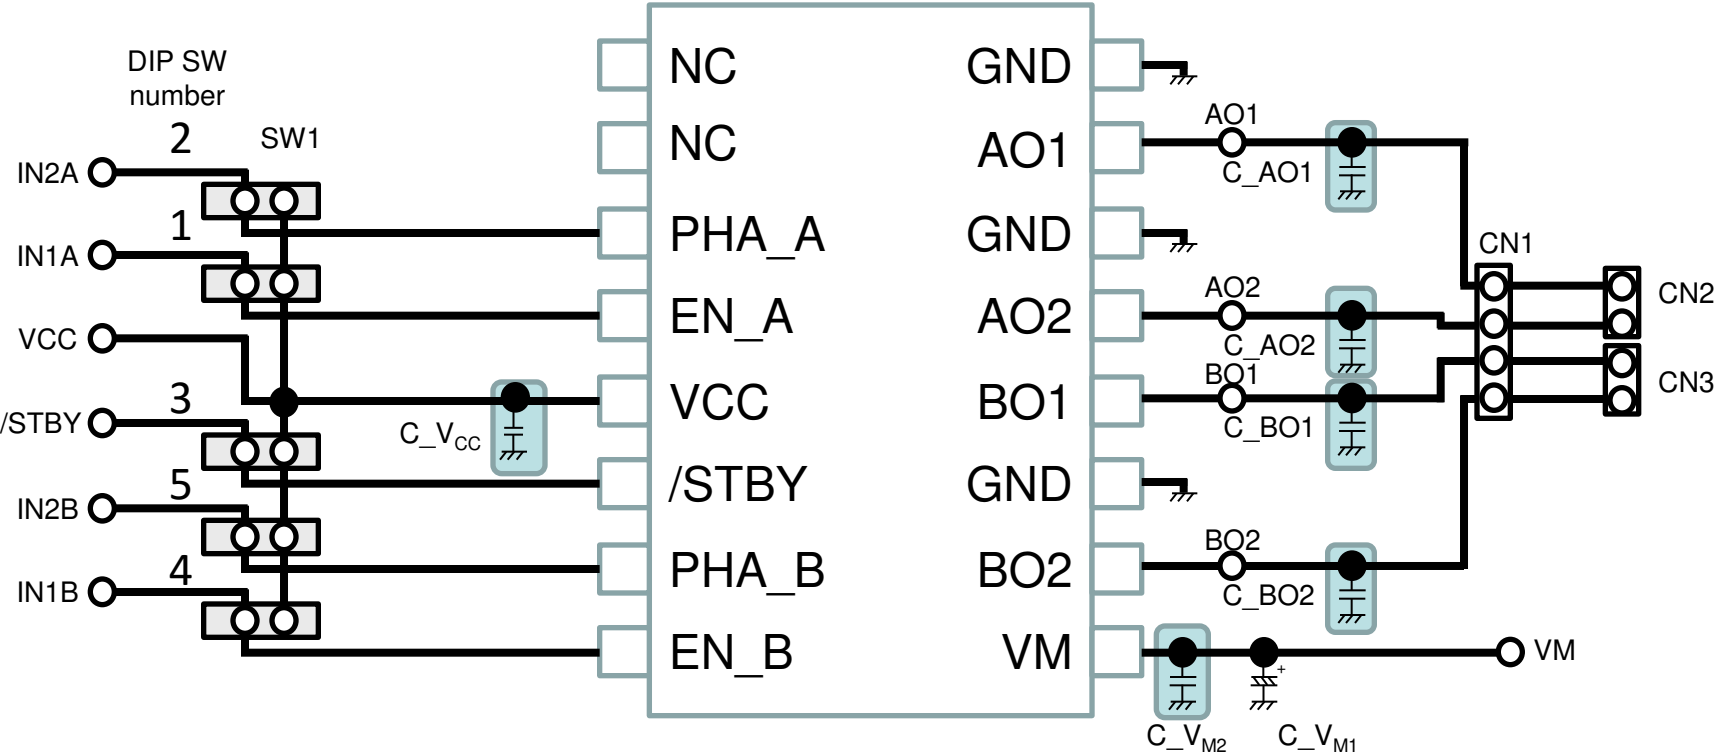 DIP SW
number
SW1
2
IN2A
1
IN1A
VCC
3
/STBY
5
IN2B
4
IN1B
C_VCC
NC
NC
PHA_A
EN_A
VCC
/STBY
PHA_B
EN_B
GND
AO1
GND
AO2
BO1
GND
BO2
VM
AO1
C_AO1
AO2
C_AO2
BO1
C_BO1
BO2
C_BO2
CN1
CN2
CN3
VM
+
C_VM2
C_VM1